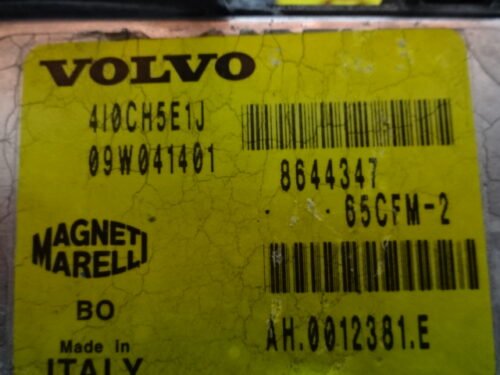 VOLVO
4I0CH5E1J
09W041401
8644347
65CFM-2
MAGNETI
MARELLI
BO
AH.0012381.E
Made in
ITALY